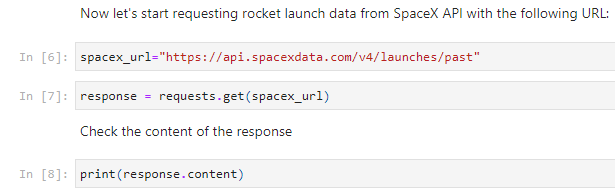 Now let's start requesting rocket launch data from SpaceX API with the following URL:
In [6]: spacex_url="https://api.spacexdata.com/v4/launches/past"
In [7]: response = requests.get(spacex_url)
Check the content of the response
In [8]: print(response.content)